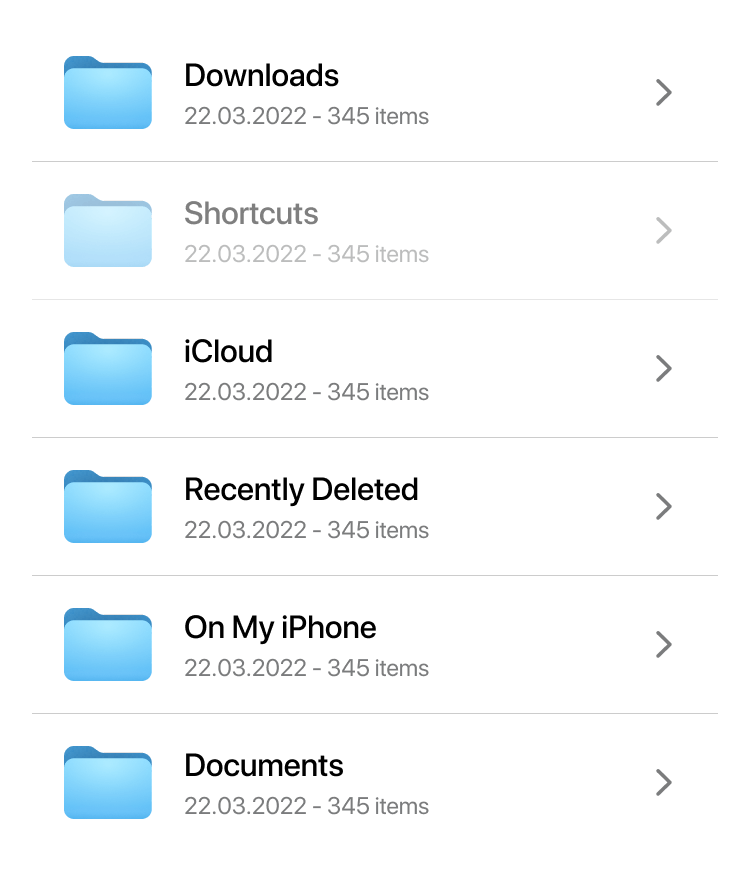 Downloads
22.03.2022 - 345 items
Shortcuts
22.03.2022 - 345 items
iCloud
22.03.2022 - 345 items
Recently Deleted
22.03.2022 - 345 items
On My iPhone
22.03.2022 - 345 items
Documents
22.03.2022 - 345 items